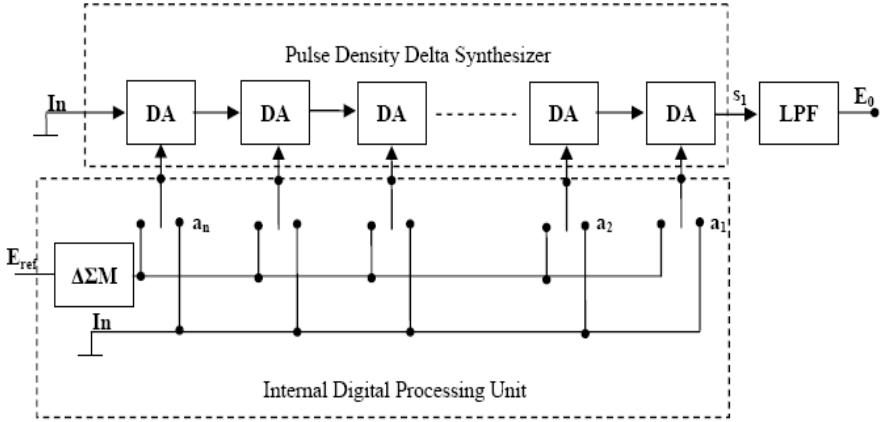 Pulse Density Delta Synthesizer
In
DA
DA
DA
DA
DA
s1
LPF
E0
an
a2
a1
Eref
ΔΣM
In
Internal Digital Processing Unit